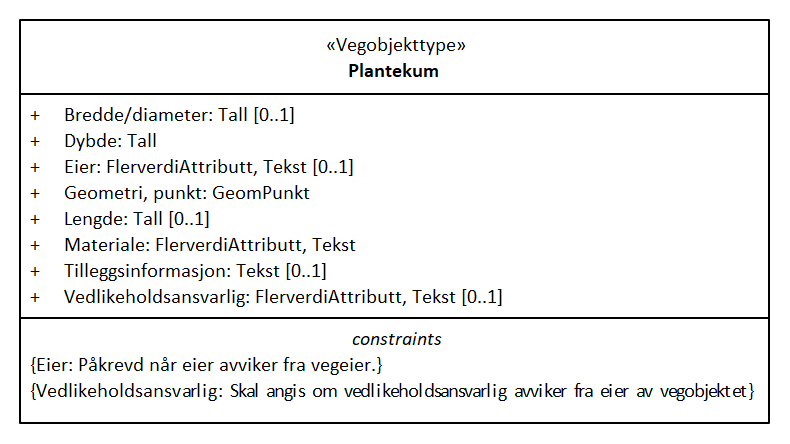 «Vegobjekttype»
Plantekum
+ Bredde/diameter: Tall [0..1]
+ Dybde: Tall
+ Eier: FlerverdiAttributt, Tekst [0..1]
+ Geometri, punkt: GeomPunkt
+ Lengde: Tall [0..1]
+ Materiale: FlerverdiAttributt, Tekst
+ Tilleggsinformasjon: Tekst [0..1]
+ Vedlikeholdsansvarlig: FlerverdiAttributt, Tekst [0..1]
constraints
{Eier: Påkrevd når eier avviker fra vegeier.}
{Vedlikeholdsansvarlig: Skal angis om vedlikeholdsansvarlig avviker fra eier av vegobjektet}